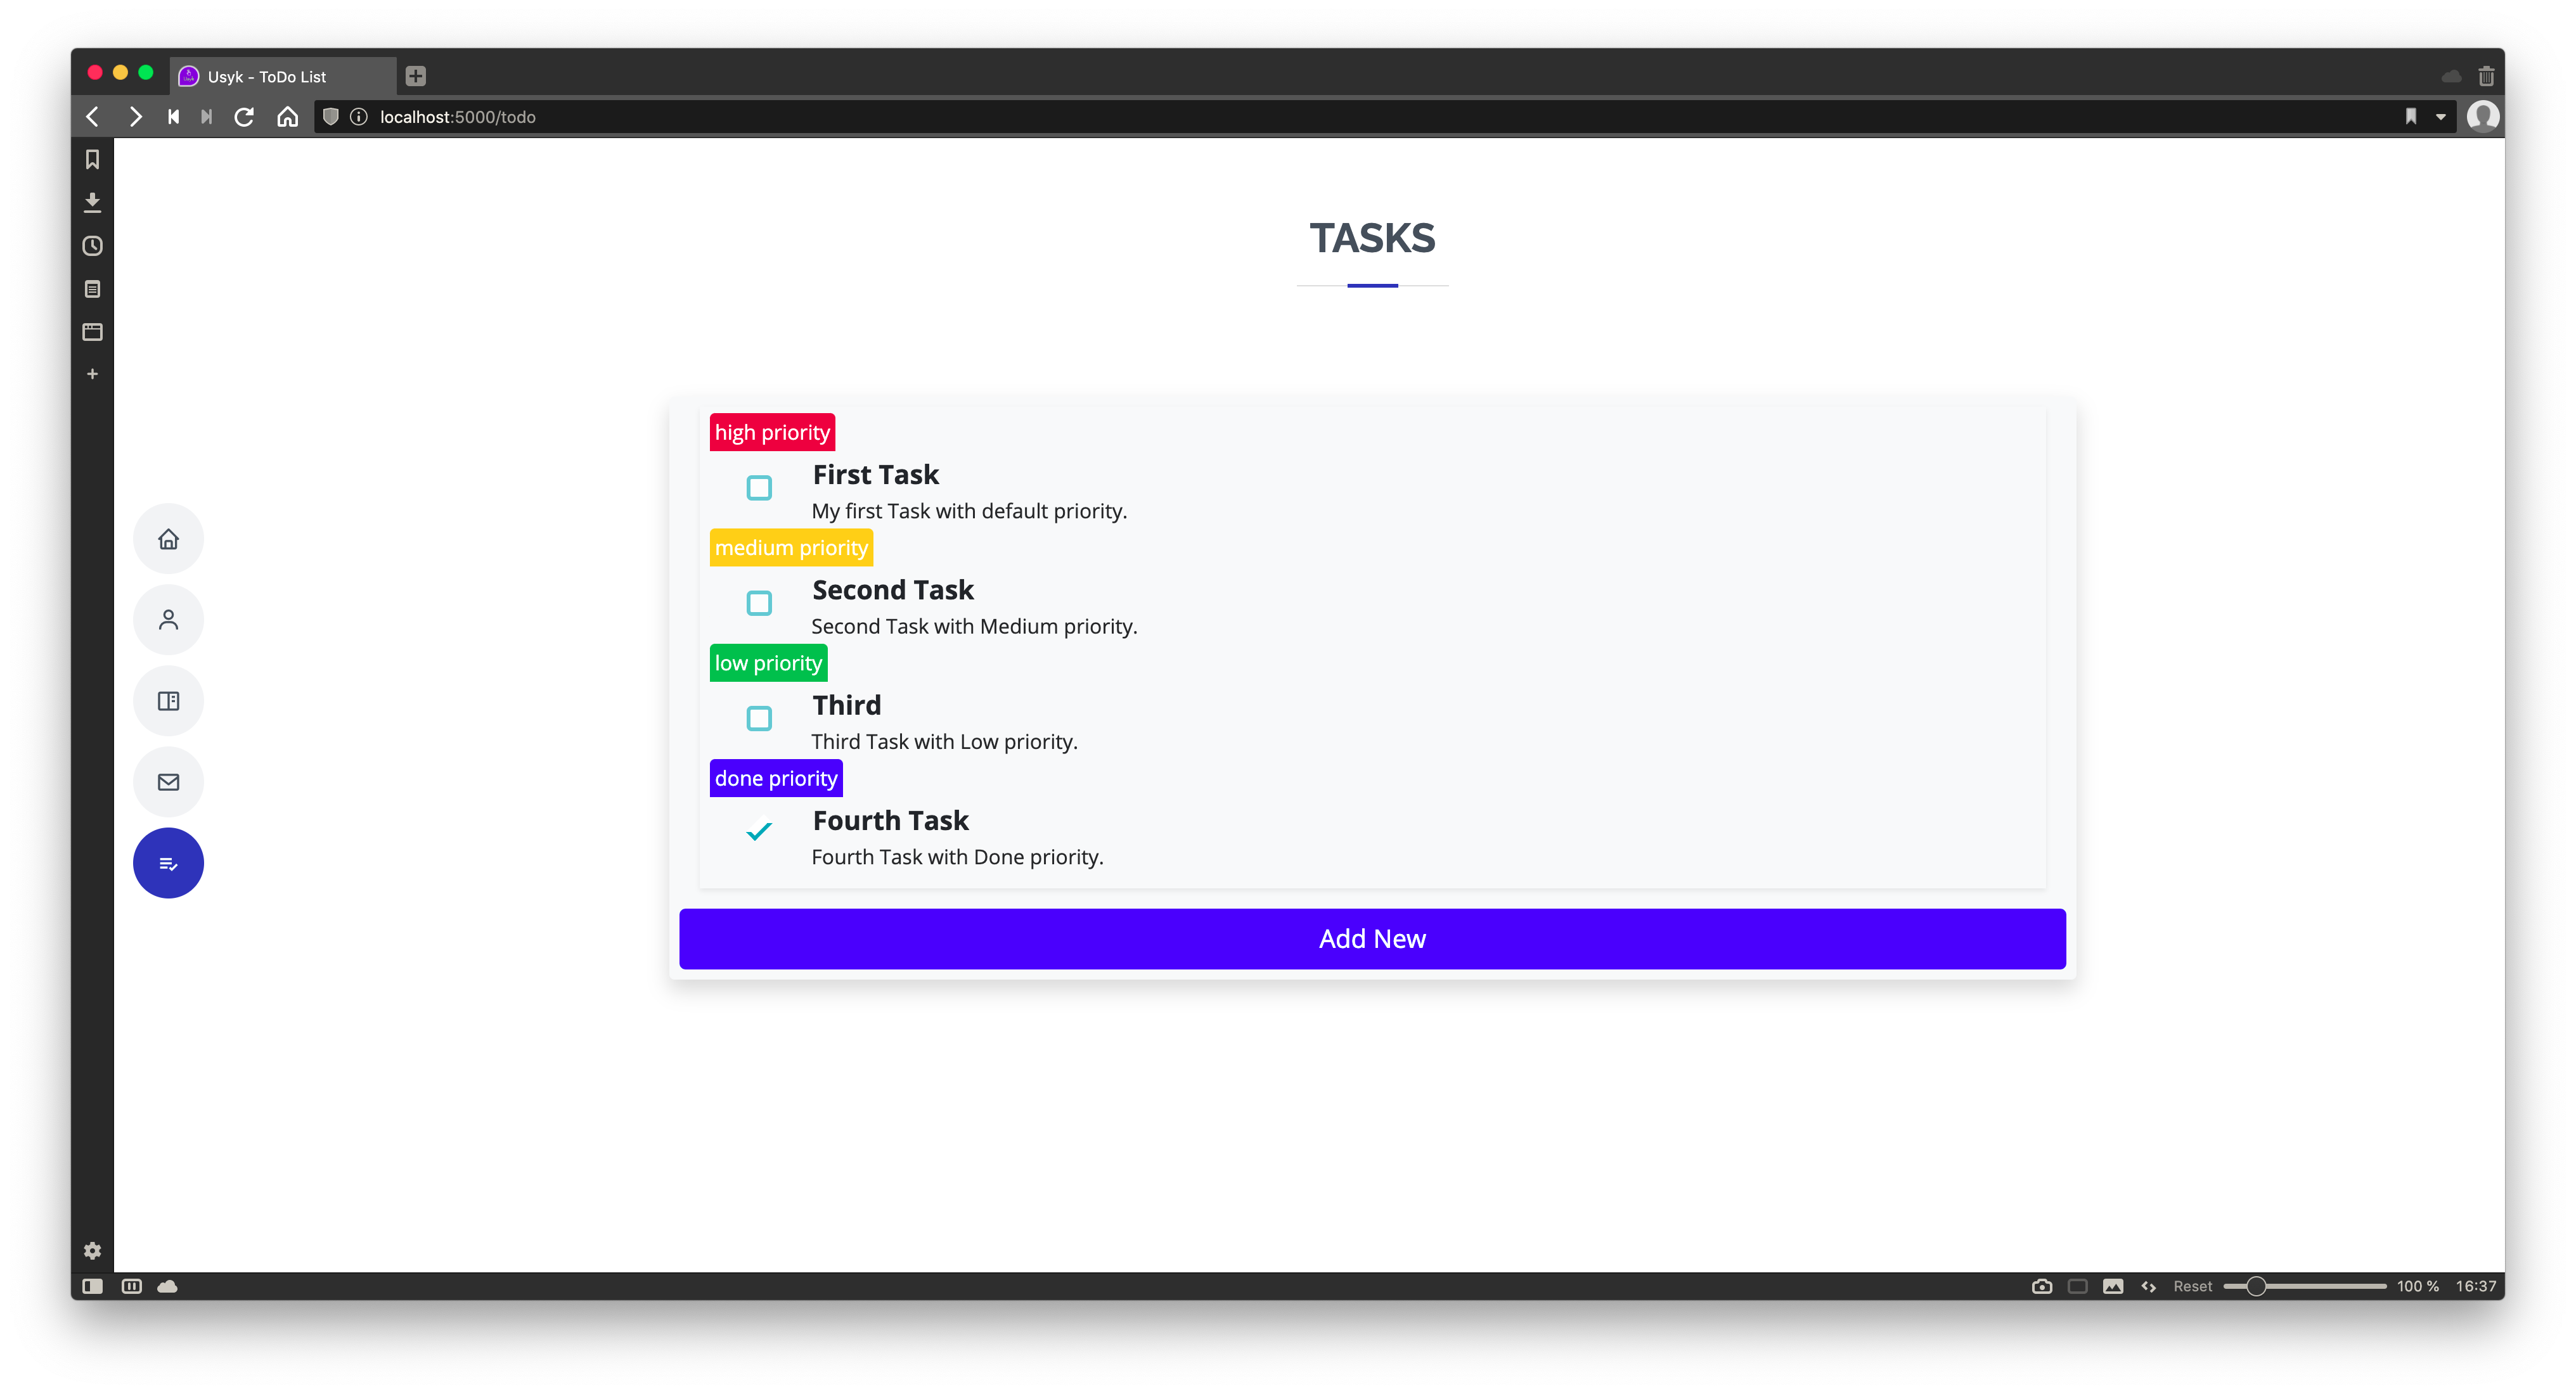 Usyk - ToDo List
localhost:5000/todo
TASKS
high priority
First Task
My first Task with default priority.
medium priority
Second Task
Second Task with Medium priority.
low priority
Third
Third Task with Low priority.
done priority
Fourth Task
Fourth Task with Done priority.
Add New
Reset 100 % 16:37